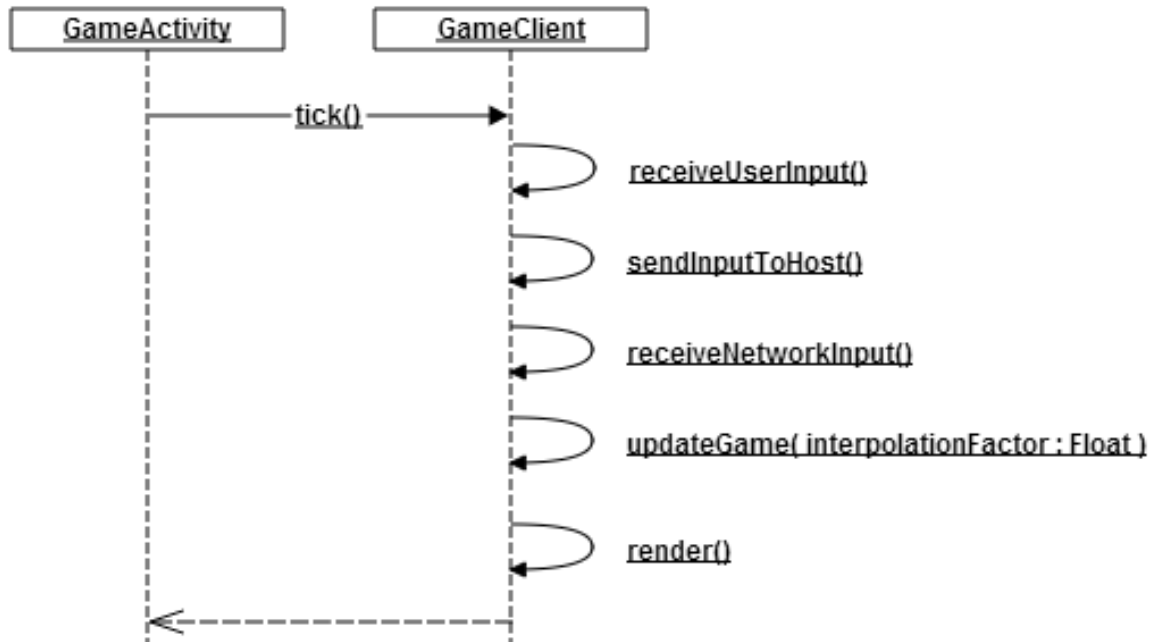 GameActivity
GameClient
tick()
receiveUserInput()
sendInputToHost()
receiveNetworkInput()
updateGame( interpolationFactor : Float )
render()